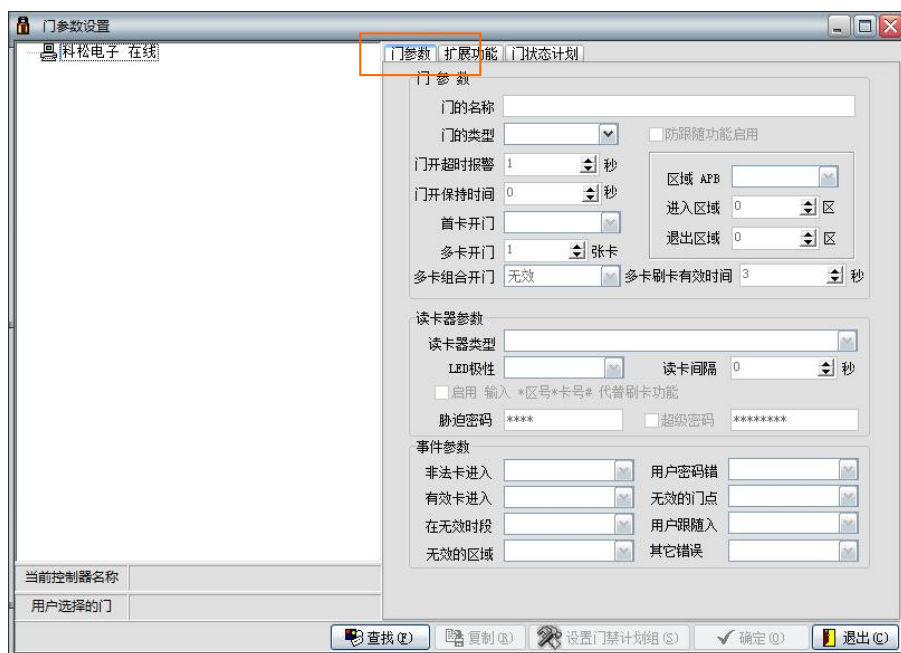 门参数设置
科松电子 在线
门参数 扩展功能 门状态计划
门 参 数
门的名称
门的类型 防跟随功能启用
门开超时报警 1 秒 区域 APB
门开保持时间 0 秒 进入区域 0 区
首卡开门 退出区域 0 区
多卡开门 1 张卡
多卡组合开门 无效 多卡刷卡有效时间 3 秒
读卡器参数
读卡器类型
LED极性 读卡间隔 0 秒
启用 输入 *区号*卡号# 代替刷卡功能
胁迫密码 **** 超级密码 ********
事件参数
非法卡进入 用户密码错
有效卡进入 无效的门点
在无效时段 用户跟随入
无效的区域 其它错误
当前控制器名称
用户选择的门
查找(F) 复制(R) 设置门禁计划组(S) 确定(O) 退出(C)